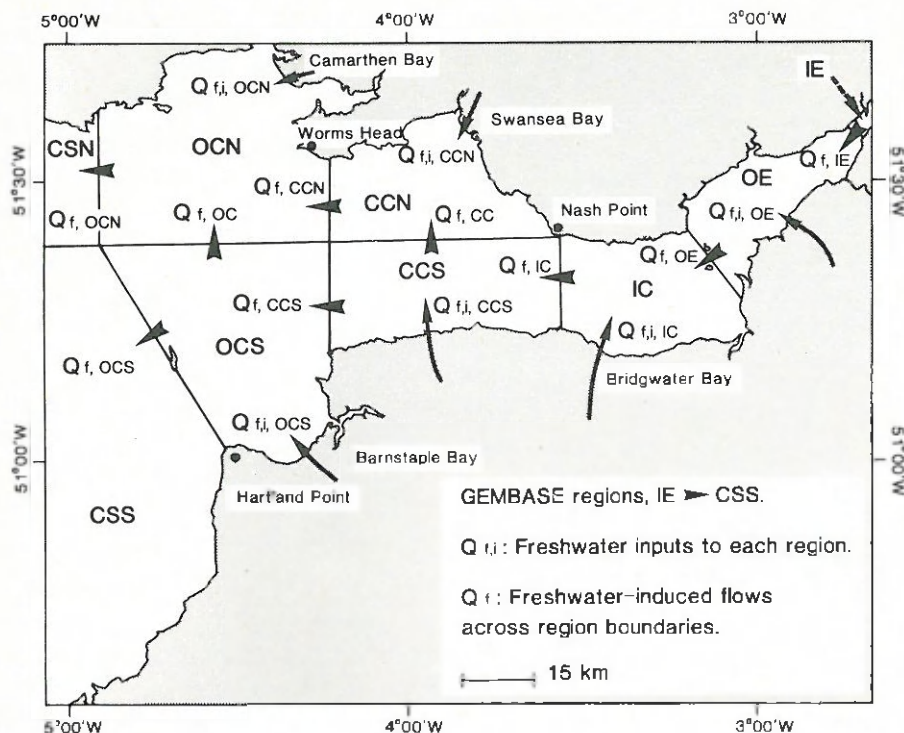 5°00'W 4°00'W 3°00'W
Camarthen Bay
Q f,i, OCN
IE
Swansea Bay
CSN
OCN
Worms Head
Q f,i, CCN
Q f, IE
OE
51°30'W
51°30'W
Q f, CCN
CCN
Q f,i, OE
Q f, OCN
Q f, OC
Q f, CC
Nash Point
Q f, OE
CCS
Q f, IC
IC
Q f, CCS
Q f,i, CCS
Q f,i, IC
OCS
Q f, OCS
Bridgwater Bay
Q f,i, OCS
51°00'W
51°00'W
Barnstaple Bay
Hart and Point
GEMBASE regions, IE ➤ CSS.
CSS
Q f,i : Freshwater inputs to each region.
Q f : Freshwater-induced flows
across region boundaries.
15 km
5°00'W 4°00'W 3°00'W